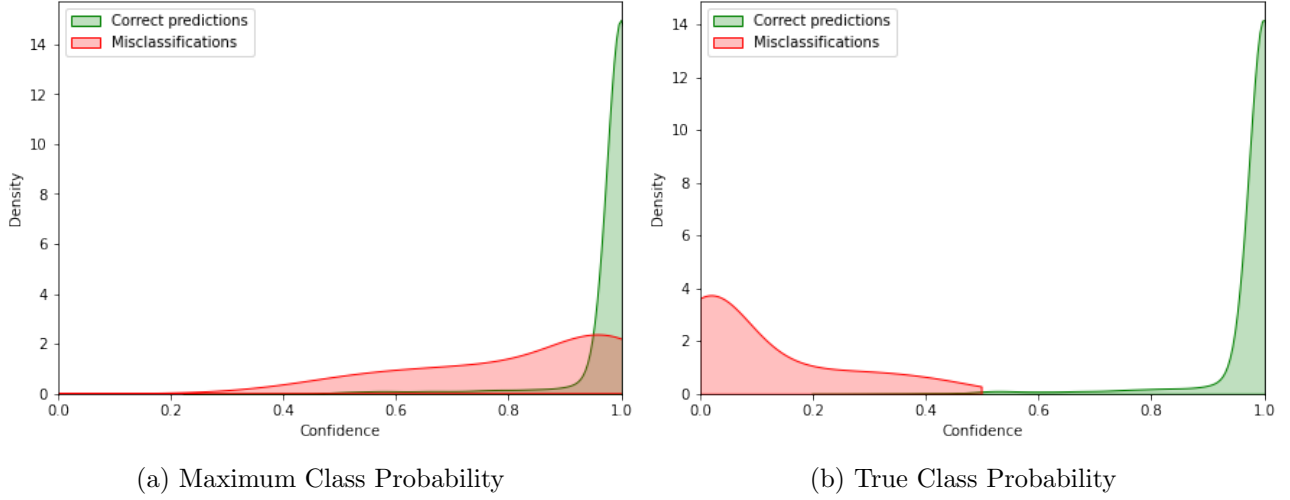 Correct predictions
Misclassifications
14
12
10
8
6
4
2
0
Density
0.0 0.2 0.4 0.6 0.8 1.0
Confidence
(a) Maximum Class Probability
Correct predictions
Misclassifications
14
12
10
8
6
4
2
0
Density
0.0 0.2 0.4 0.6 0.8 1.0
Confidence
(b) True Class Probability